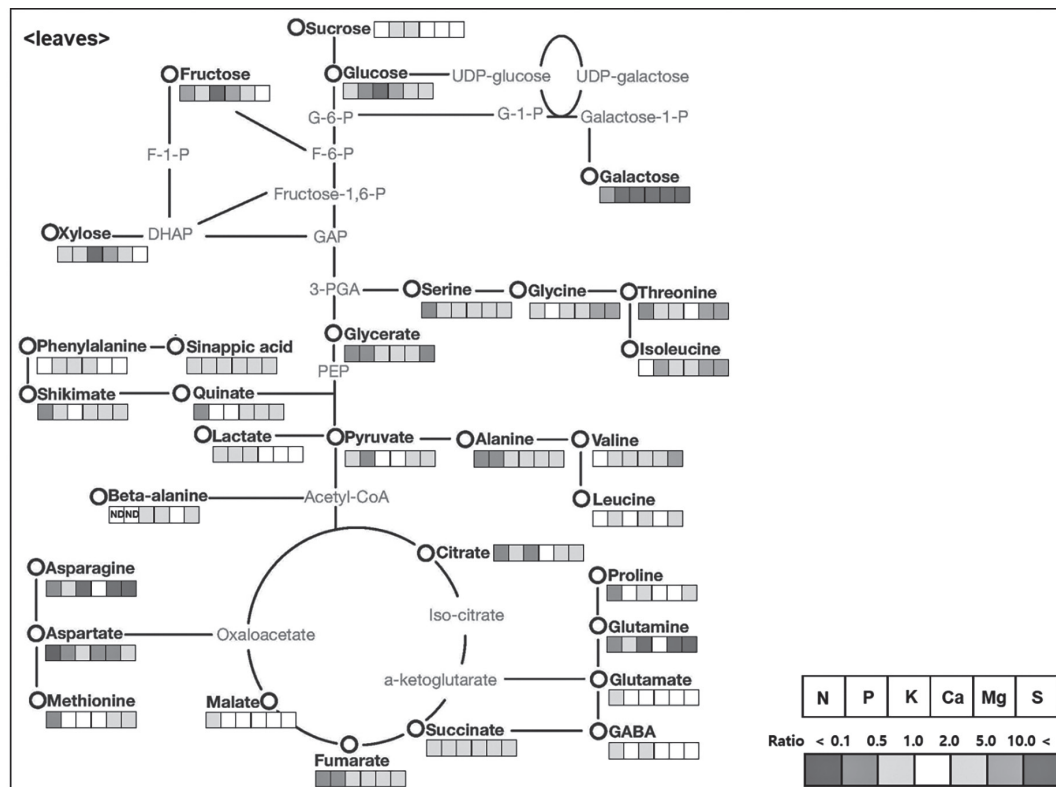 <leaves>
Sucrose
Fructose
Glucose
UDP-glucose
UDP-galactose
G-6-P
G-1-P
Galactose-1-P
F-1-P
F-6-P
Galactose
Fructose-1,6-P
Xylose
DHAP
GAP
3-PGA
Serine
Glycine
Threonine
Glycerate
Phenylalanine
Sinappic acid
Isoleucine
PEP
Shikimate
Quinate
Lactate
Pyruvate
Alanine
Valine
Beta-alanine
Acetyl-CoA
Leucine
ND ND
Citrate
Asparagine
Proline
Iso-citrate
Aspartate
Oxaloacetate
Glutamine
a-ketoglutarate
Glutamate
Methionine
Malate
Succinate
GABA
Fumarate
N P K Ca Mg S
Ratio < 0.1 0.5 1.0 2.0 5.0 10.0 <